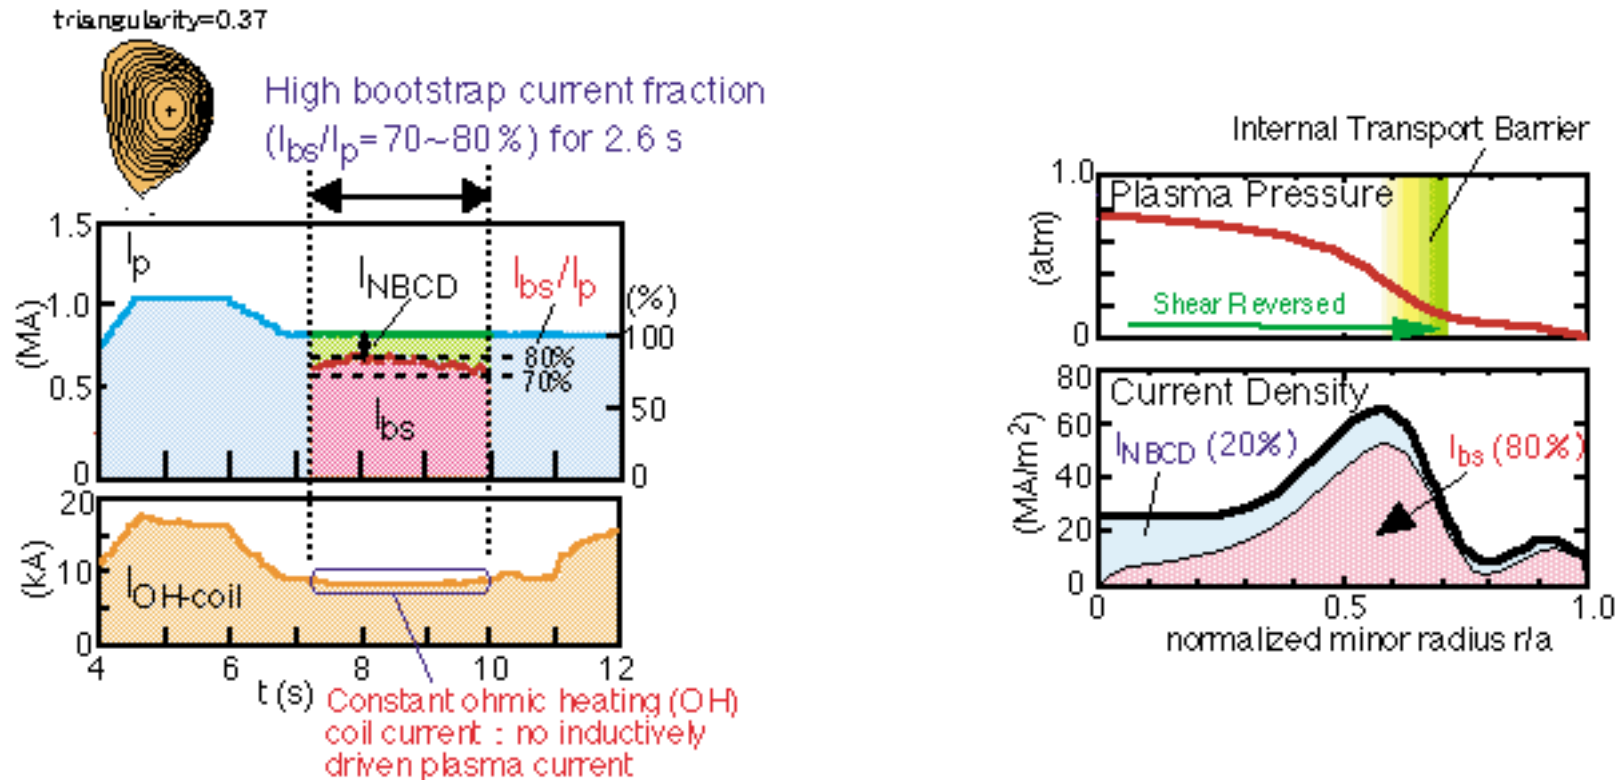 triangularity=0.37
High bootstrap current fraction
(Ibs/Ip=70~80%) for 2.6 s
1.5
Ip
INBCD
Ibs/Ip
(%)
1.0
100
(MA)
80%
70%
0.5
50
Ibs
0
0
20
10
(kA)
IOH-coil
0
4
6
8
10
12
t (s)
Constant ohmic heating (OH)
coil current : no inductively
driven plasma current
Internal Transport Barrier
1.0
Plasma Pressure
(atm)
Shear Reversed
0
80
Current Density
60
INBCD (20%)
Ibs (80%)
(MA/m2)
40
20
0
0
0.5
1.0
normalized minor radius r/a